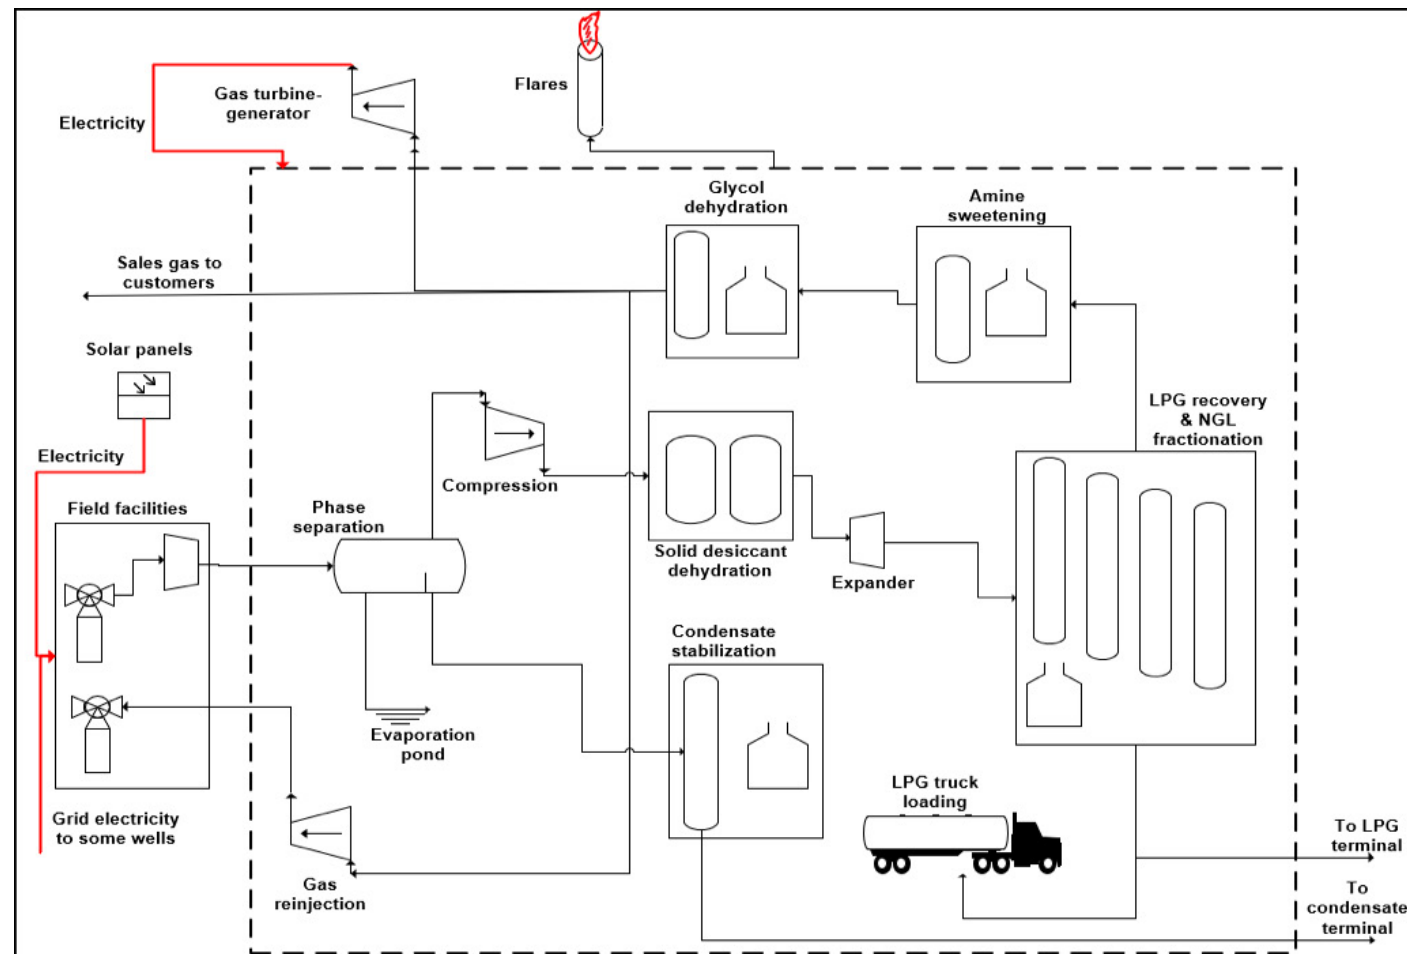 Flares
Gas turbine-
generator
Electricity
Glycol
dehydration
Amine
sweetening
Sales gas to
customers
Solar panels
LPG recovery
& NGL
fractionation
Electricity
Compression
Field facilities
Phase
separation
Solid desiccant
dehydration
Expander
Condensate
stabilization
Evaporation
pond
LPG truck
loading
Grid electricity
to some wells
To LPG
terminal
Gas
reinjection
To
condensate
terminal